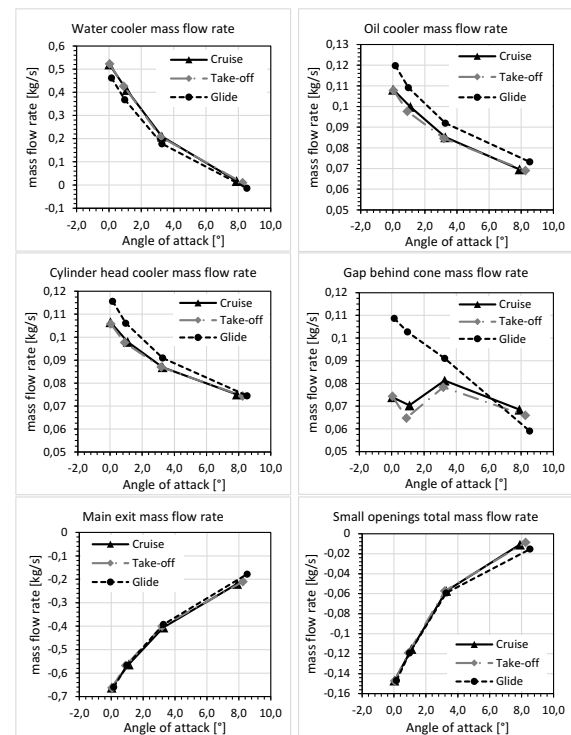 Water cooler mass flow rate
mass flow rate [kg/s]
0,6
0,5
0,4
0,3
0,2
0,1
0
-0,1
Cruise
Take-off
Glide
-2,0 0,0 2,0 4,0 6,0 8,0 10,0
Angle of attack [°]
Oil cooler mass flow rate
mass flow rate [kg/s]
0,13
0,12
0,11
0,1
0,09
0,08
0,07
0,06
0,05
Cruise
Take-off
Glide
-2,0 0,0 2,0 4,0 6,0 8,0 10,0
Angle of attack [°]
Cylinder head cooler mass flow rate
mass flow rate [kg/s]
0,12
0,11
0,1
0,09
0,08
0,07
0,06
0,05
Cruise
Take-off
Glide
-2,0 0,0 2,0 4,0 6,0 8,0 10,0
Angle of attack [°]
Gap behind cone mass flow rate
mass flow rate [kg/s]
0,12
0,11
0,1
0,09
0,08
0,07
0,06
0,05
Cruise
Take-off
Glide
-2,0 0,0 2,0 4,0 6,0 8,0 10,0
Angle of attack [°]
Main exit mass flow rate
mass flow rate [kg/s]
0
-0,1
-0,2
-0,3
-0,4
-0,5
-0,6
-0,7
Cruise
Take-off
Glide
-2,0 0,0 2,0 4,0 6,0 8,0 10,0
Angle of attack [°]
Small openings total mass flow rate
mass flow rate [kg/s]
0
-0,02
-0,04
-0,06
-0,08
-0,1
-0,12
-0,14
-0,16
Cruise
Take-off
Glide
-2,0 0,0 2,0 4,0 6,0 8,0 10,0
Angle of attack [°]